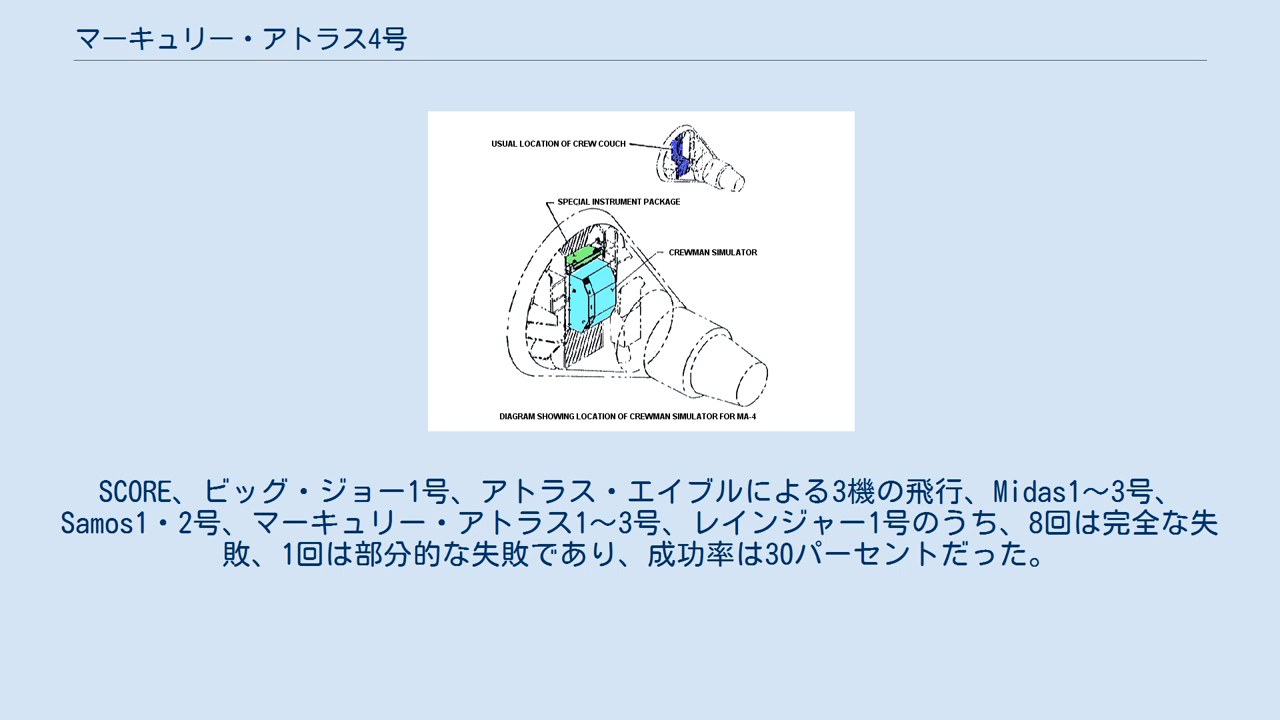 マーキュリー・アトラス4号
USUAL LOCATION OF CREW COUCH
SPECIAL INSTRUMENT PACKAGE
CREWMAN SIMULATOR
DIAGRAM SHOWING LOCATION OF CREWMAN SIMULATOR FOR MA-4
SCORE、ビッグ・ジョー1号、アトラス・エイブルによる3機の飛行、Midas1〜3号、
Samos1・2号、マーキュリー・アトラス1〜3号、レインジャー1号のうち、8回は完全な失
敗、1回は部分的な失敗であり、成功率は30パーセントだった。